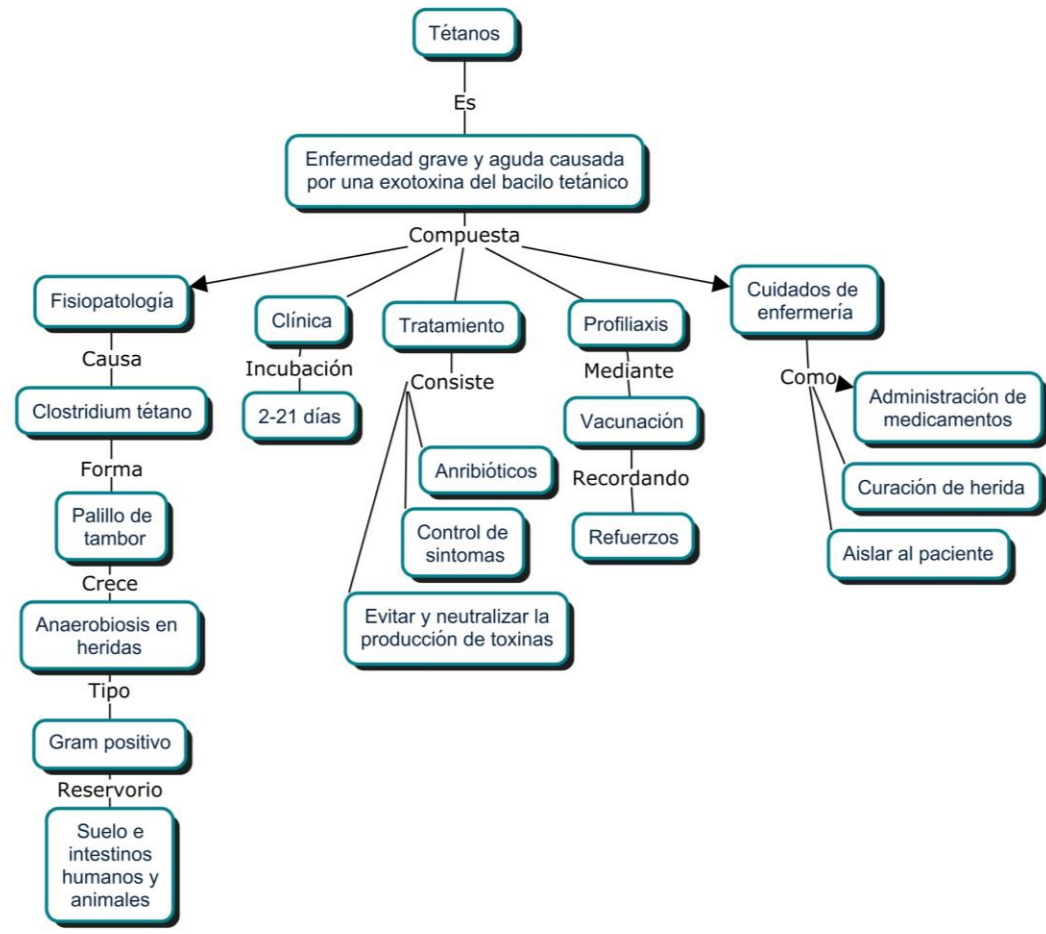 Tétanos
Es
Enfermedad grave y aguda causada
por una exotoxina del bacilo tetánico
Compuesta
Fisiopatología
Causa
Clostridium tétano
Forma
Palillo de
tambor
Crece
Anaerobiosis en
heridas
Tipo
Gram positivo
Reservorio
Suelo e
intestinos
humanos y
animales
Clínica
Incubación
2-21 días
Tratamiento
Consiste
Anribióticos
Control de
sintomas
Evitar y neutralizar la
producción de toxinas
Profiliaxis
Mediante
Vacunación
Recordando
Refuerzos
Cuidados de
enfermería
Como
Administración de
medicamentos
Curación de herida
Aislar al paciente